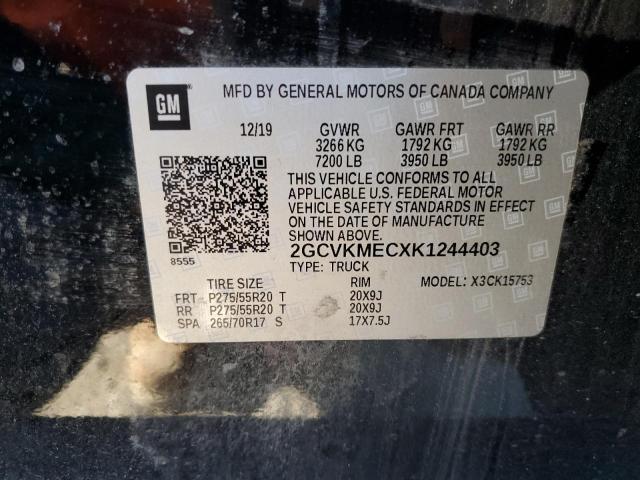 GM MFD BY GENERAL MOTORS OF CANADA COMPANY
12/19 GVWR GAWR FRT GAWR RR
3266 KG 1792 KG 1792 KG
7200 LB 3950 LB 3950 LB
THIS VEHICLE CONFORMS TO ALL
APPLICABLE U.S. FEDERAL MOTOR
VEHICLE SAFETY STANDARDS IN EFFECT
ON THE DATE OF MANUFACTURE
SHOWN ABOVE.
8555 2GCVKMECXK1244403
TYPE: TRUCK
TIRE SIZE RIM MODEL: X3CK15753
FRT P275/55R20 T 20X9J
RR P275/55R20 T 20X9J
SPA 265/70R17 S 17X7.5J